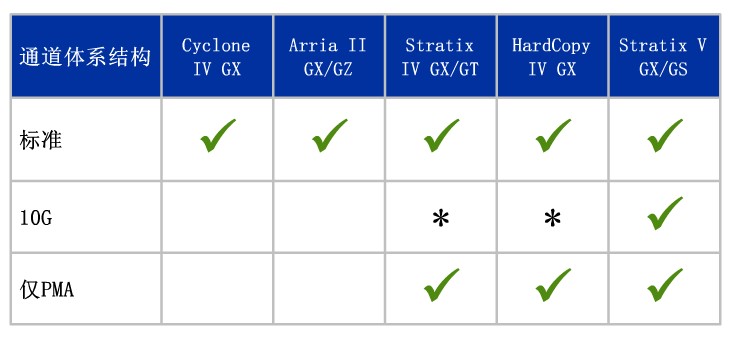 通道体系结构 Cyclone IV GX Arria II GX/GZ Stratix IV GX/GT HardCopy IV GX Stratix V GX/GS
标准 ✓ ✓ ✓ ✓ ✓
10G * * ✓
仅PMA ✓ ✓ ✓